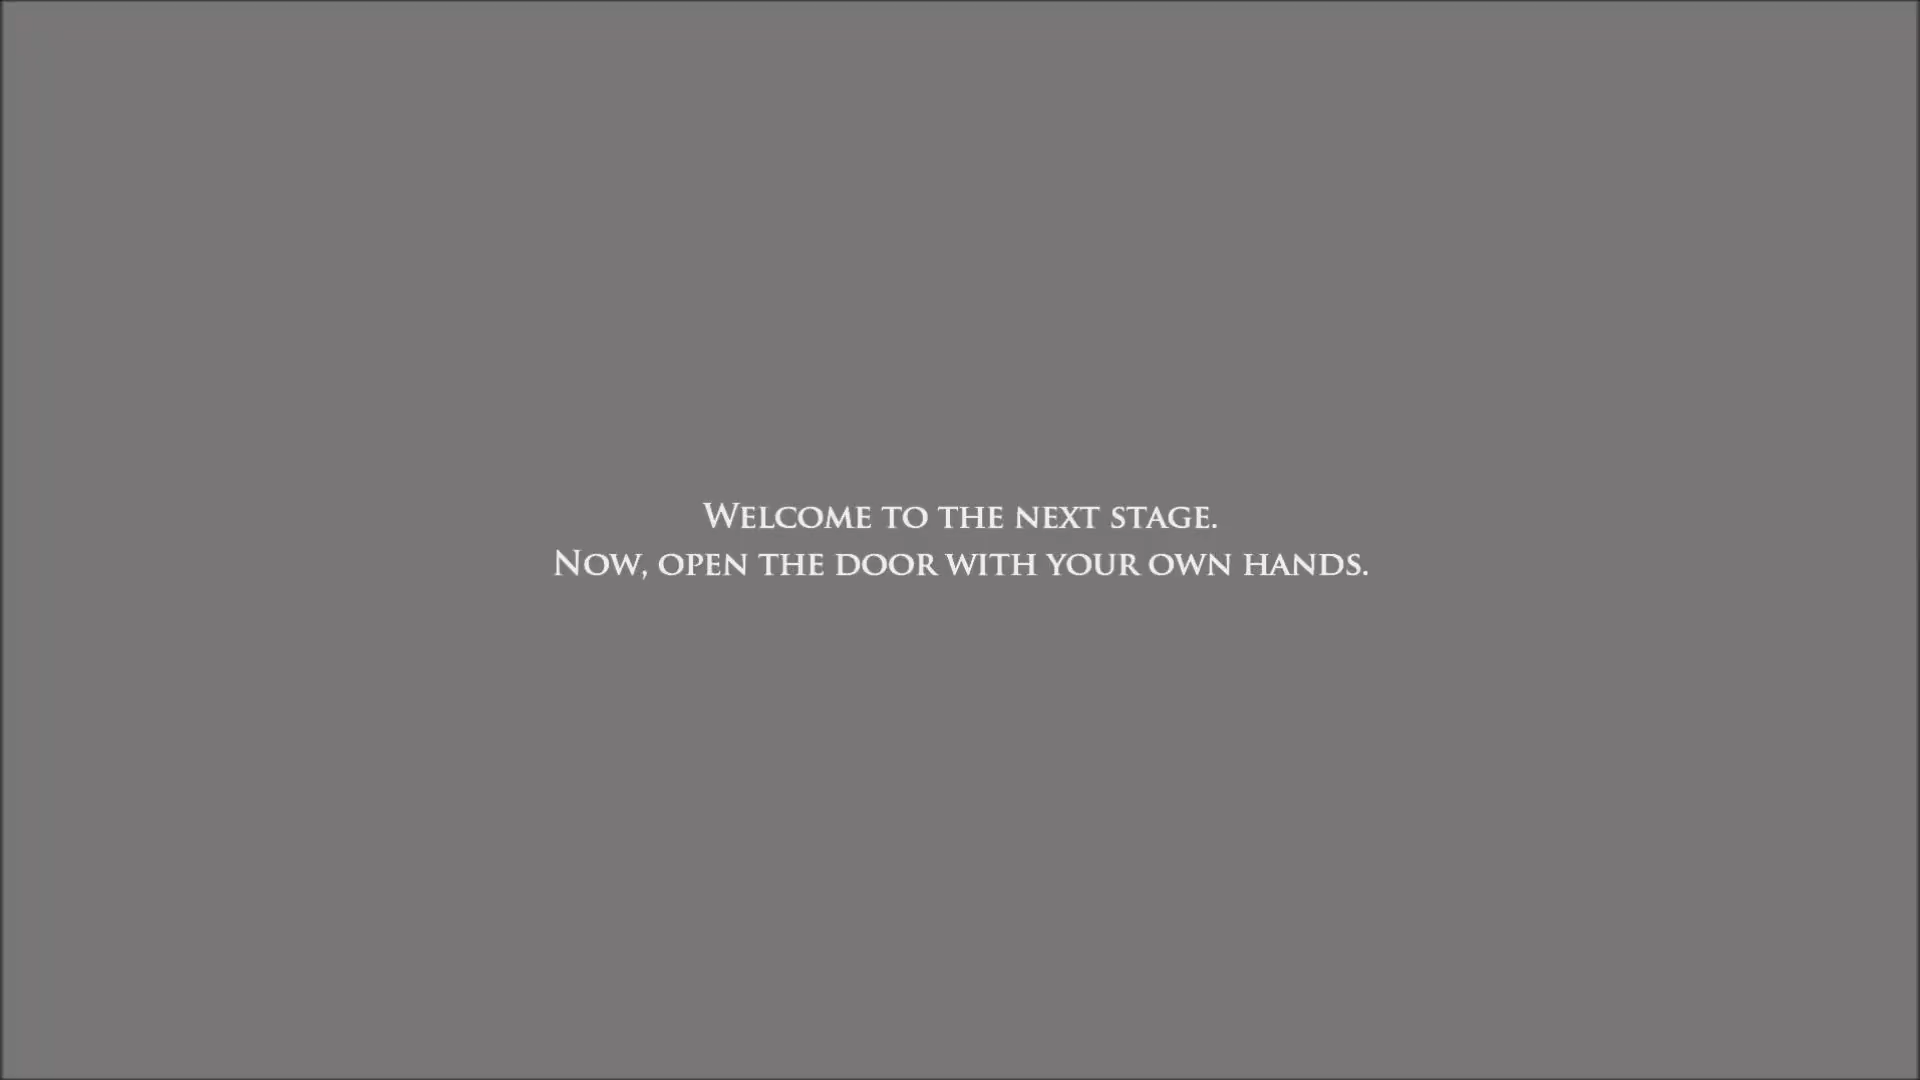 Welcome to the next stage.
Now, open the door with your own hands.